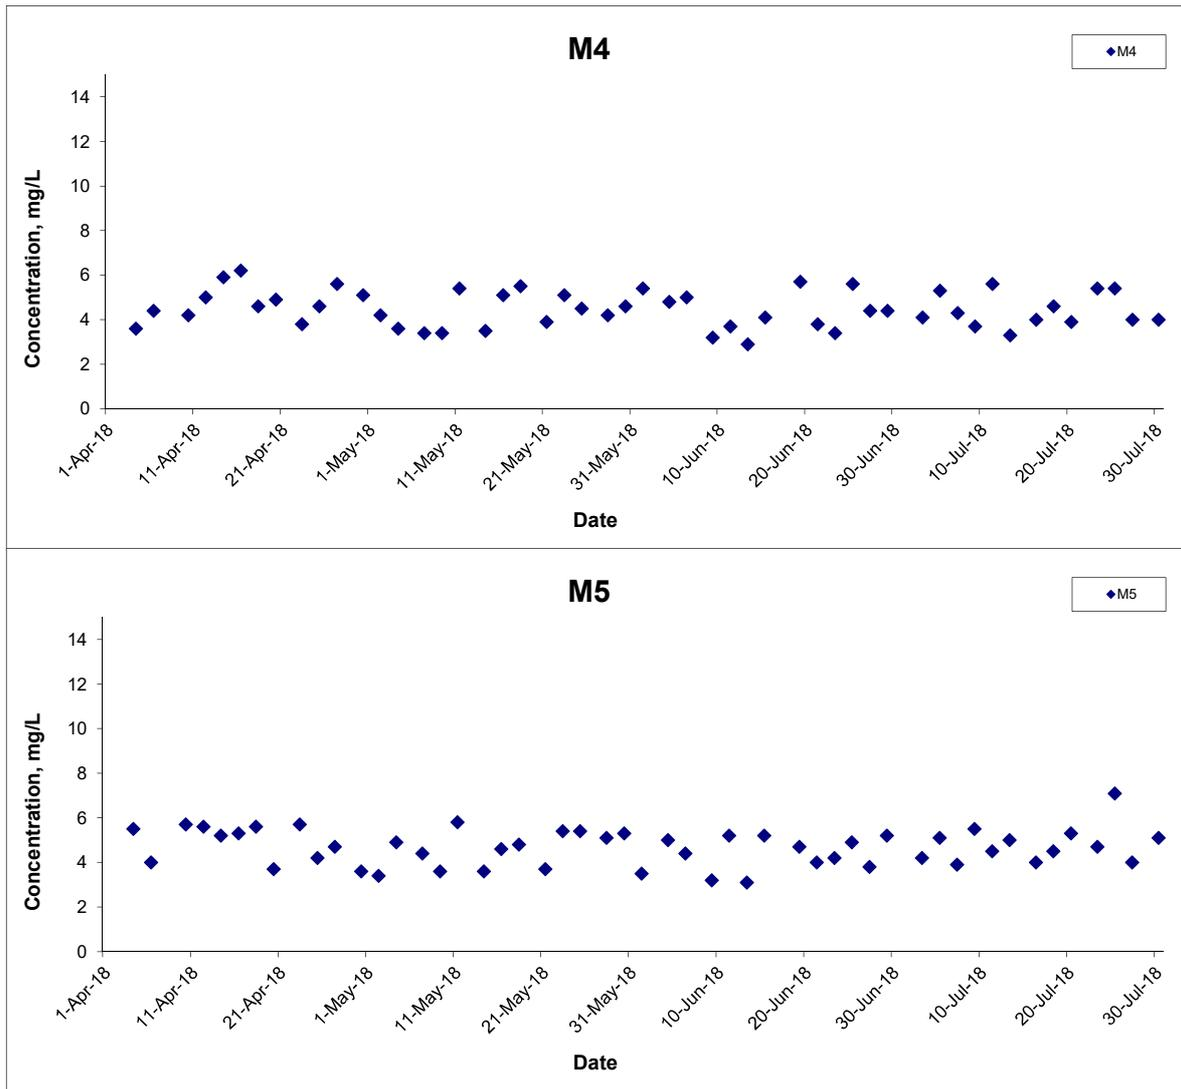 M4
M4
Concentration, mg/L
14
12
10
8
6
4
2
0
1-Apr-18
11-Apr-18
21-Apr-18
1-May-18
11-May-18
21-May-18
31-May-18
10-Jun-18
20-Jun-18
30-Jun-18
10-Jul-18
20-Jul-18
30-Jul-18
Date
M5
M5
Concentration, mg/L
14
12
10
8
6
4
2
0
1-Apr-18
11-Apr-18
21-Apr-18
1-May-18
11-May-18
21-May-18
31-May-18
10-Jun-18
20-Jun-18
30-Jun-18
10-Jul-18
20-Jul-18
30-Jul-18
Date